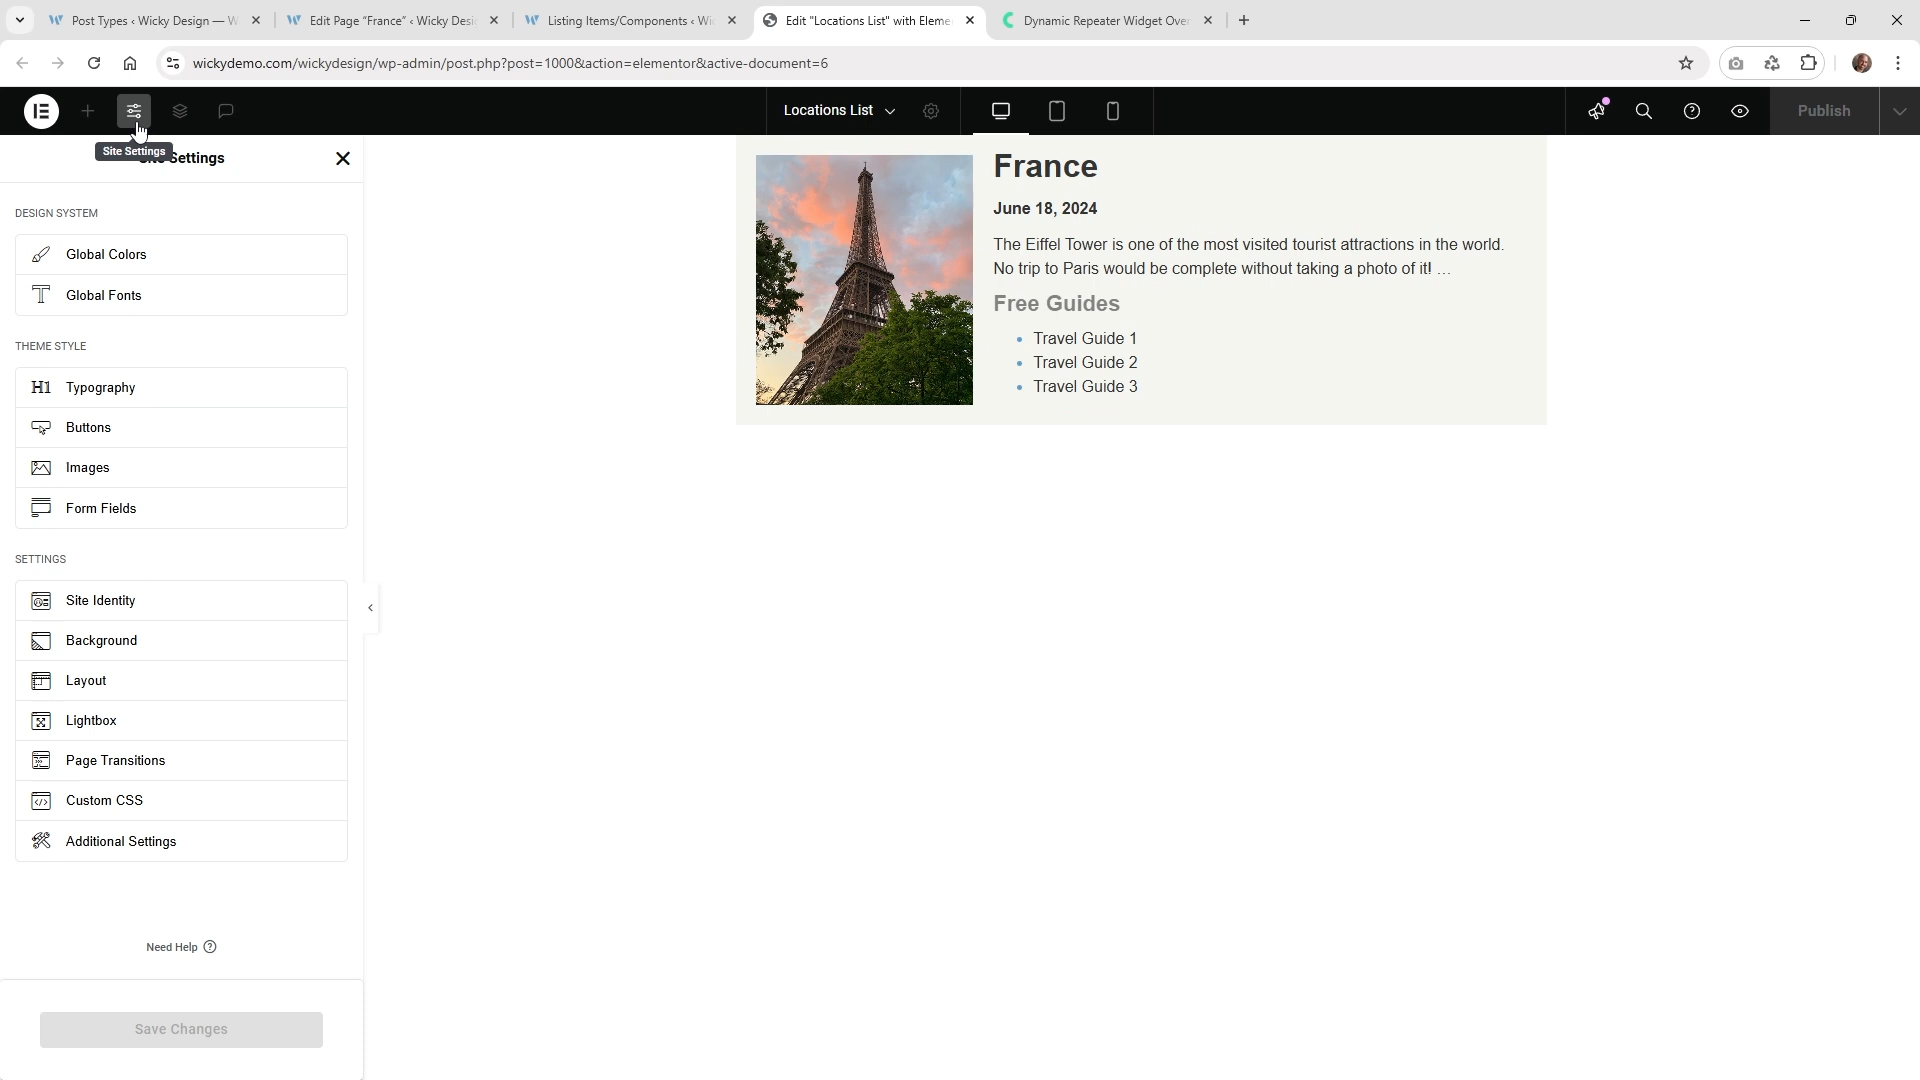 Post Types ‹ Wicky Design — W
Edit Page “France” ‹ Wicky Desi
Listing Items/Components ‹ Wi
Edit "Locations List" with Eleme
Dynamic Repeater Widget Ove
wickydemo.com/wickydesign/wp-admin/post.php?post=1000&action=elementor&active-document=6
Locations List
Publish
Site Settings
Settings
DESIGN SYSTEM
Global Colors
Global Fonts
THEME STYLE
H1 Typography
Buttons
Images
Form Fields
SETTINGS
Site Identity
Background
Layout
Lightbox
Page Transitions
Custom CSS
Additional Settings
Need Help
Save Changes
France
June 18, 2024
The Eiffel Tower is one of the most visited tourist attractions in the world.
No trip to Paris would be complete without taking a photo of it! …
Free Guides
Travel Guide 1
Travel Guide 2
Travel Guide 3